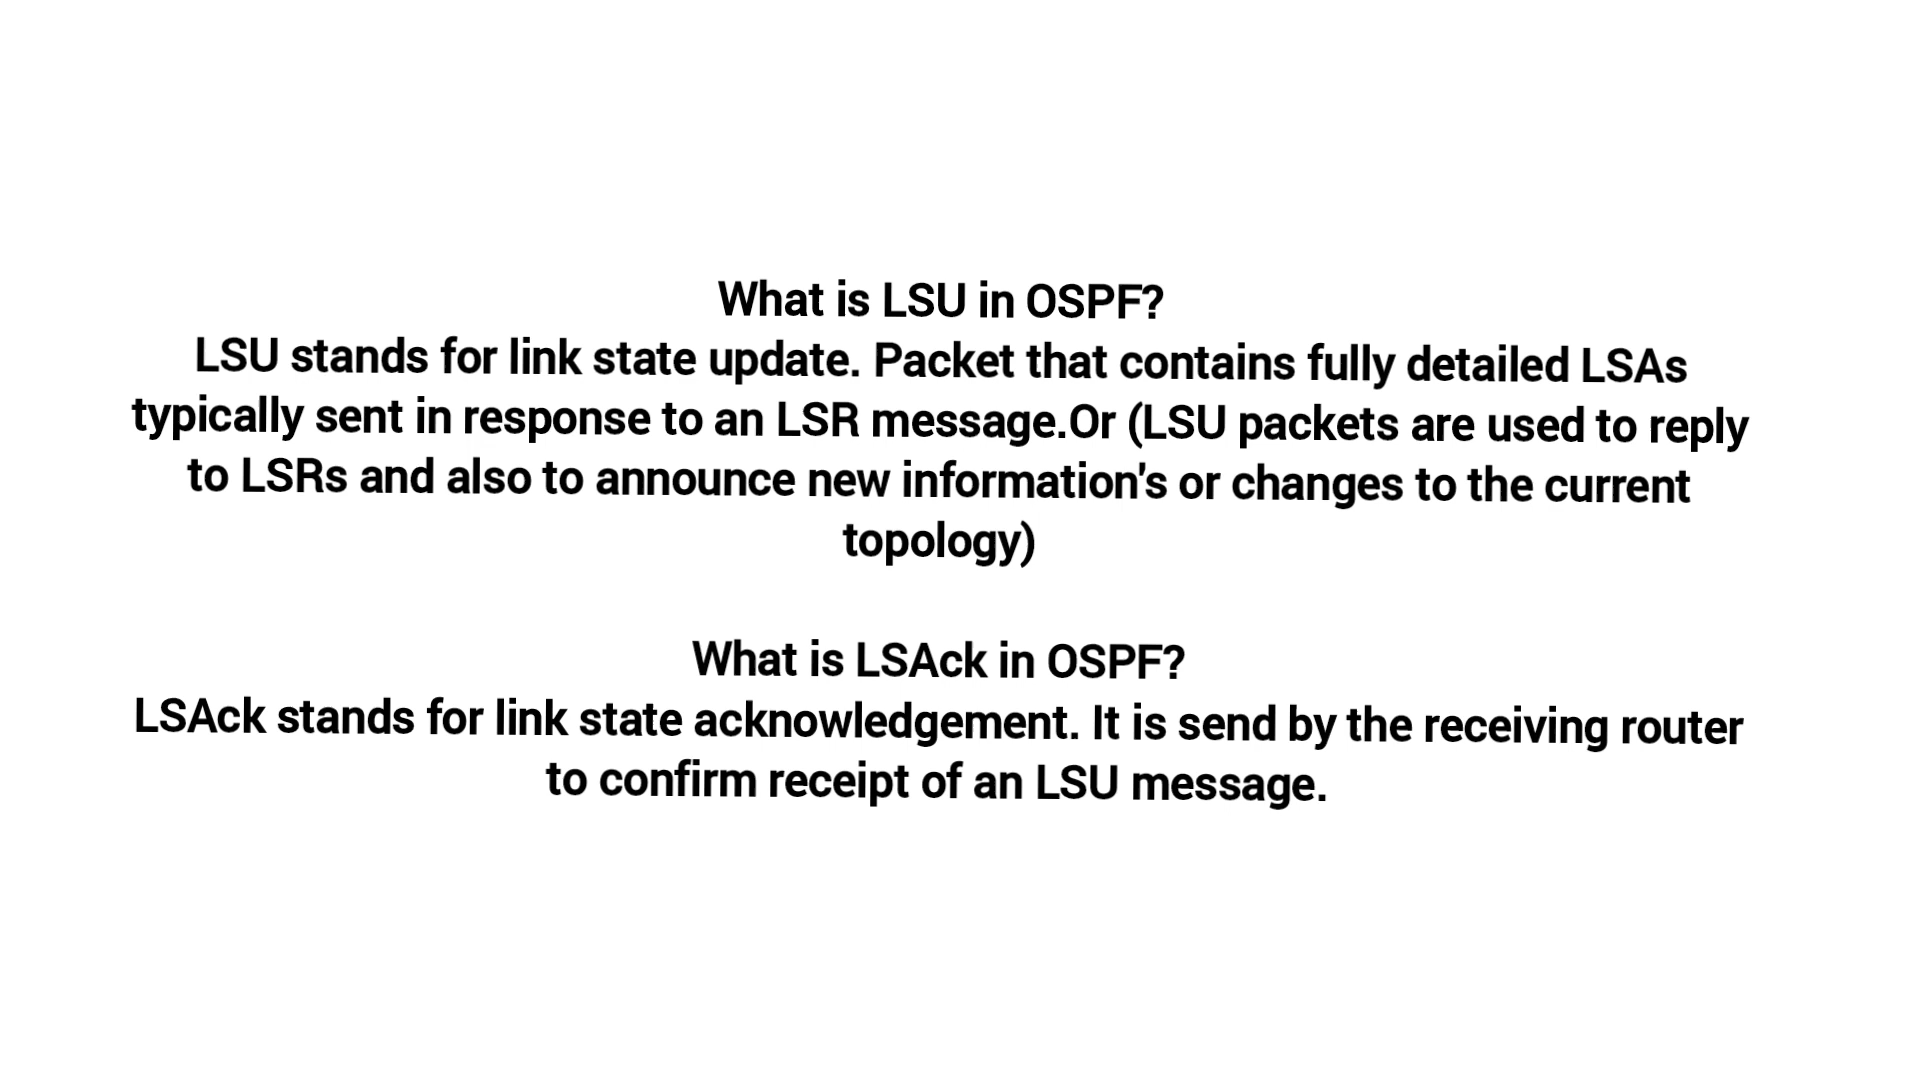 What is LSU in OSPF?
LSU stands for link state update. Packet that contains fully detailed LSAs
typically sent in response to an LSR message.Or (LSU packets are used to reply
to LSRs and also to announce new information's or changes to the current
topology)
What is LSAck in OSPF?
LSAck stands for link state acknowledgement. It is send by the receiving router
to confirm receipt of an LSU message.